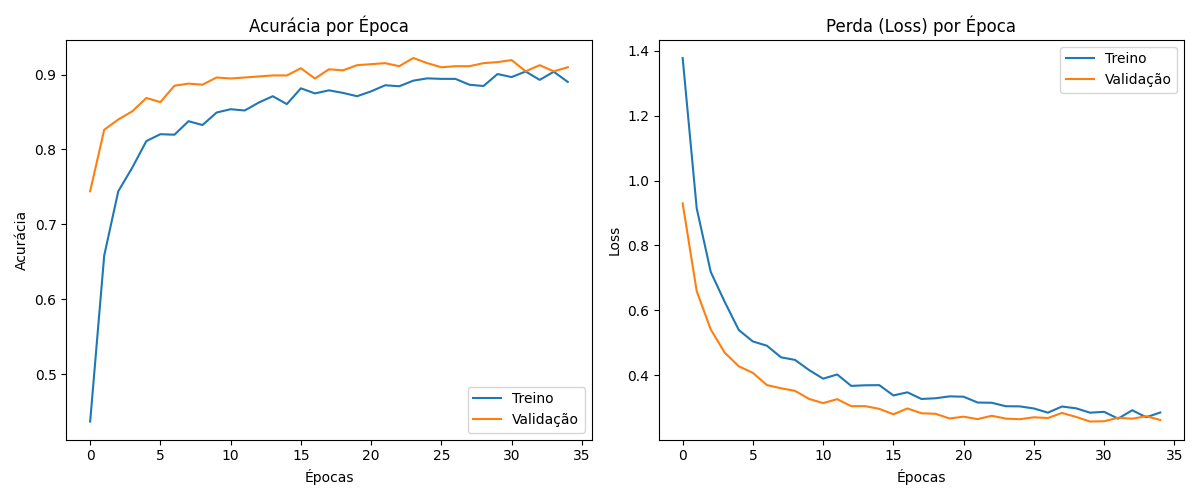 Acurácia por Época
Acurácia
0.9
0.8
0.7
0.6
0.5
0 5 10 15 20 25 30 35
Épocas
Treino
Validação
Perda (Loss) por Época
Loss
1.4
1.2
1.0
0.8
0.6
0.4
0 5 10 15 20 25 30 35
Épocas
Treino
Validação